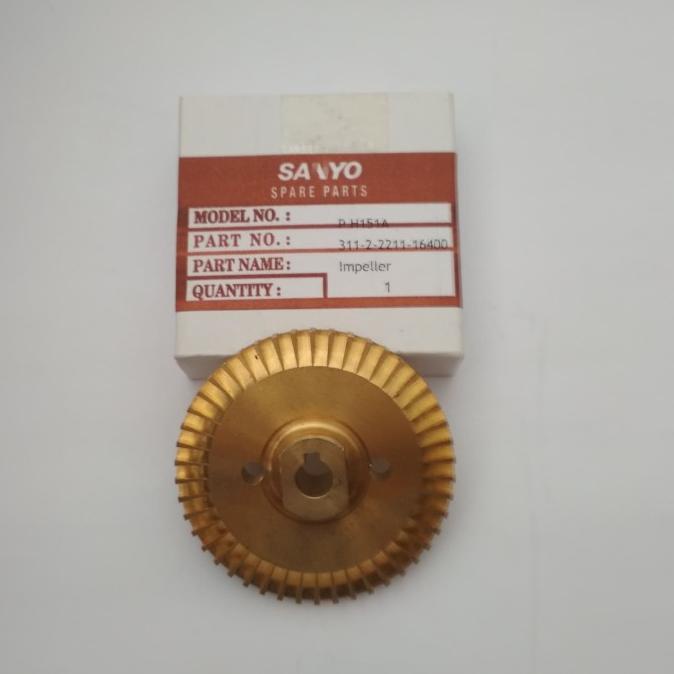 SANYO
SPARE PARTS
MODEL NO. : P H151A
PART NO. : 311-2-2211-16400
PART NAME : Impeller
QUANTITY : 1